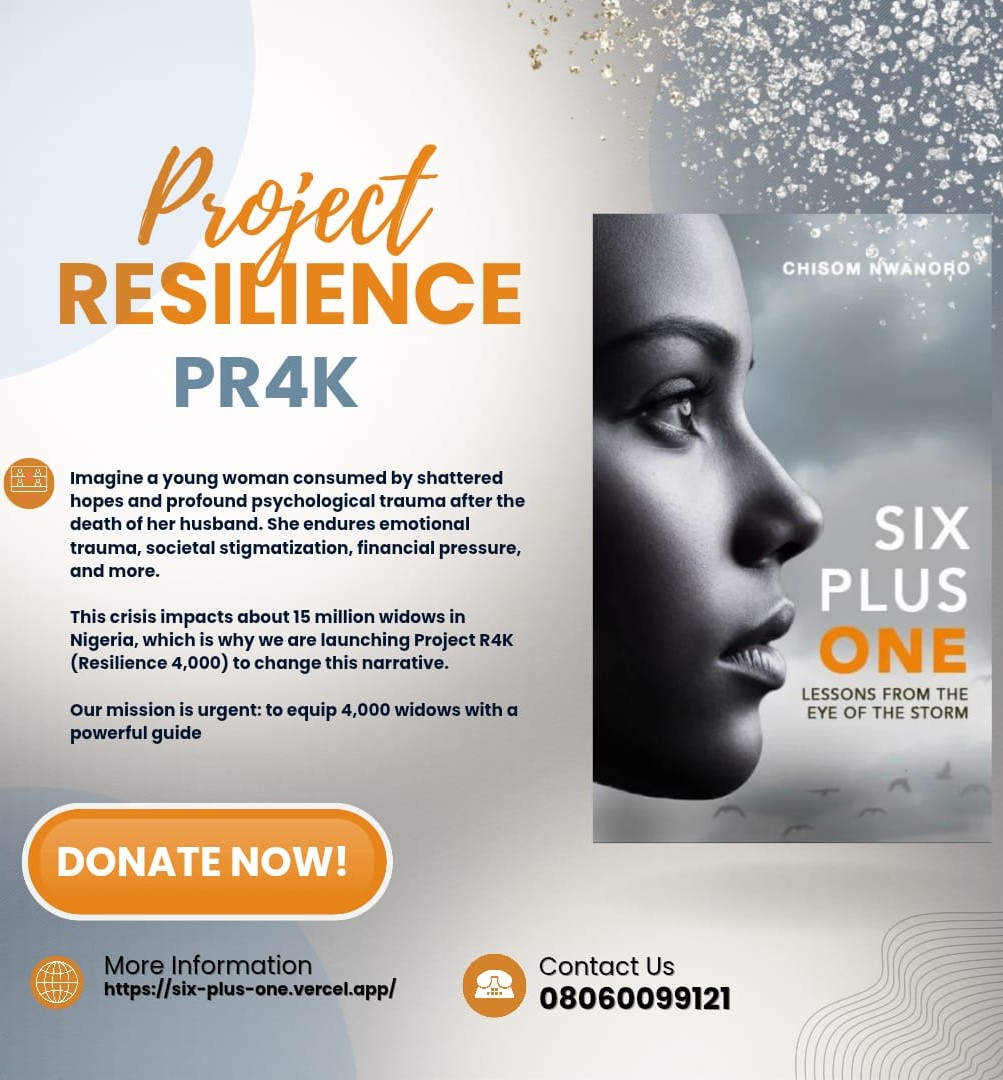 Project
RESILIENCE
PR4K
Imagine a young woman consumed by shattered
hopes and profound psychological trauma after the
death of her husband. She endures emotional
trauma, societal stigmatization, financial pressure,
and more.
This crisis impacts about 15 million widows in
Nigeria, which is why we are launching Project R4K
(Resilience 4,000) to change this narrative.
Our mission is urgent: to equip 4,000 widows with a
powerful guide
CHISOM NWANORO
SIX
PLUS
ONE
LESSONS FROM THE
EYE OF THE STORM
DONATE NOW!
More Information
https://six-plus-one.vercel.app/
Contact Us
08060099121